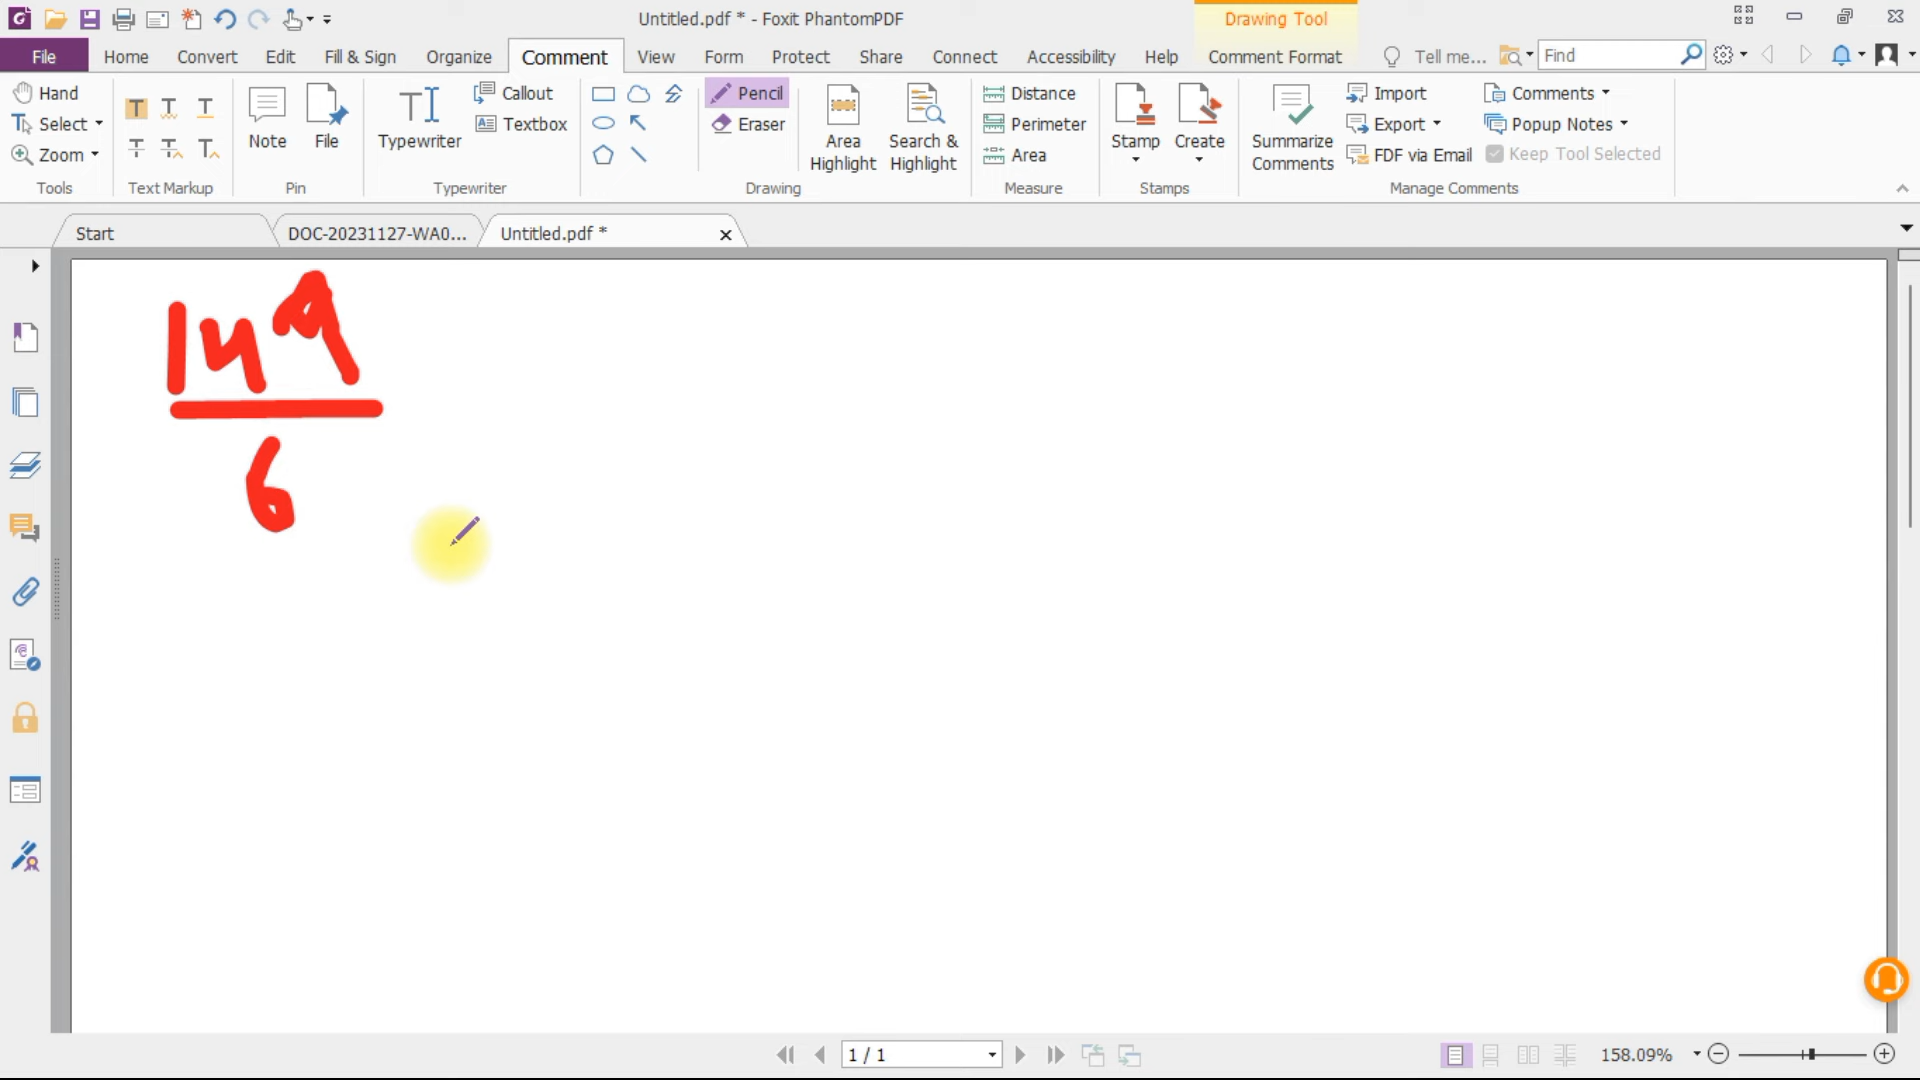 Untitled.pdf * - Foxit PhantomPDF
Drawing Tool
File Home Convert Edit Fill & Sign Organize Comment View Form Protect Share Connect Accessibility Help Comment Format Tell me... Find
Hand
Select
Zoom
Tools
Text Markup
Note
File
Pin
Typewriter
Callout
Textbox
Typewriter
Pencil
Eraser
Area Highlight
Search & Highlight
Drawing
Distance
Perimeter
Area
Measure
Stamp
Create
Stamps
Summarize Comments
Import
Export
FDF via Email
Comments
Popup Notes
Keep Tool Selected
Manage Comments
Start
DOC-20231127-WA0...
Untitled.pdf *
149
6
1 / 1
158.09%